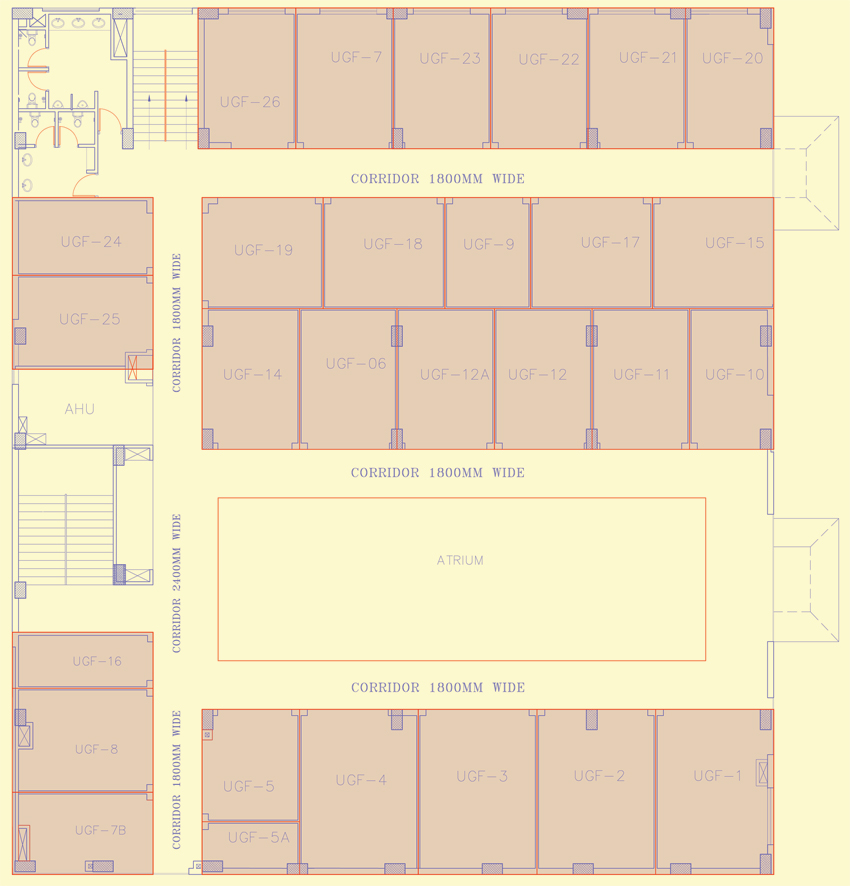 UGF-26
UGF-7
UGF-23
UGF-22
UGF-21
UGF-20
CORRIDOR 1800MM WIDE
UGF-24
UGF-25
CORRIDOR 1800MM WIDE
UGF-19
UGF-18
UGF-9
UGF-17
UGF-15
UGF-14
UGF-06
UGF-12A
UGF-12
UGF-11
UGF-10
AHU
CORRIDOR 1800MM WIDE
CORRIDOR 2400MM WIDE
ATRIUM
CORRIDOR 1800MM WIDE
UGF-16
UGF-8
UGF-7B
CORRIDOR 1800MM WIDE
UGF-5
UGF-5A
UGF-4
UGF-3
UGF-2
UGF-1